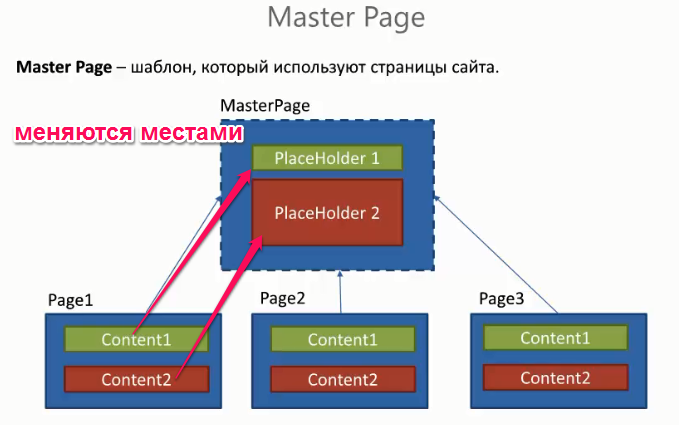 Master Page
Master Page – шаблон, который используют страницы сайта.
MasterPage
меняются местами
PlaceHolder 1
PlaceHolder 2
Page1
Page2
Page3
Content1
Content1
Content1
Content2
Content2
Content2